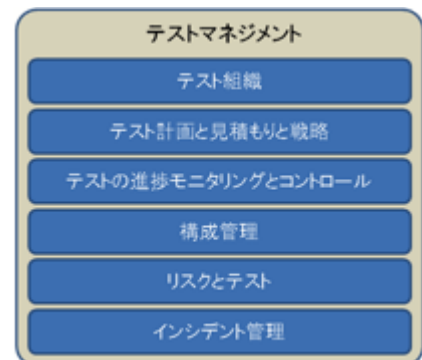 テストマネジメント
テスト組織
テスト計画と見積もりと戦略
テストの進捗モニタリングとコントロール
構成管理
リスクとテスト
インシデント管理